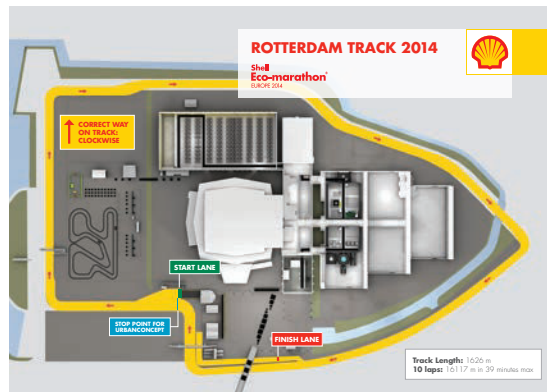 ROTTERDAM TRACK 2014
Shell
Eco-marathon
EUROPE 2014
CORRECT WAY
ON TRACK:
CLOCKWISE
START LANE
STOP POINT FOR
URBANCONCEPT
FINISH LANE
Track Length: 1626 m
10 laps: 16117 m in 39 minutes max